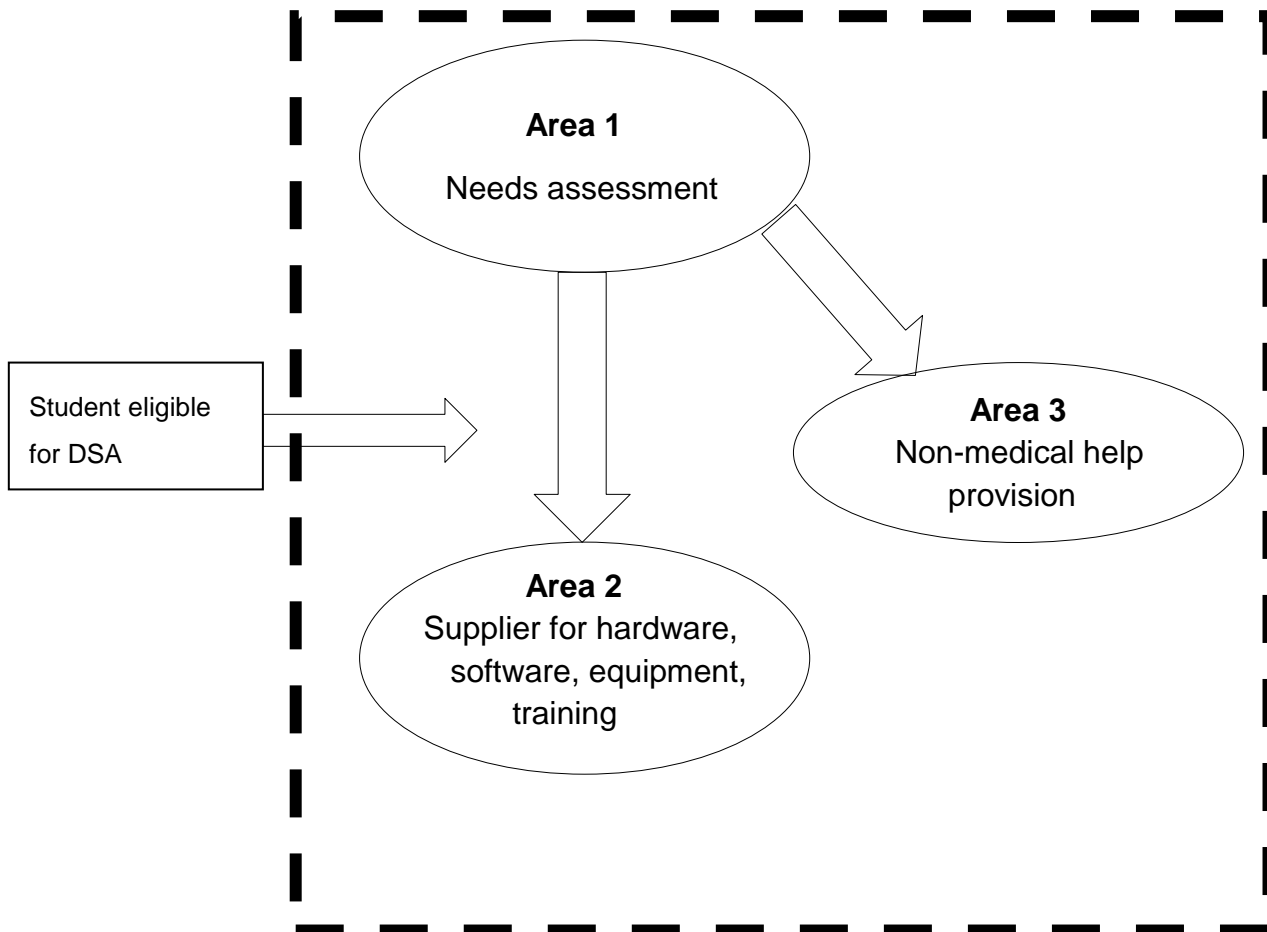 Area 1
Needs assessment
Student eligible
for DSA
Area 3
Non-medical help
provision
Area 2
Supplier for hardware,
software, equipment,
training